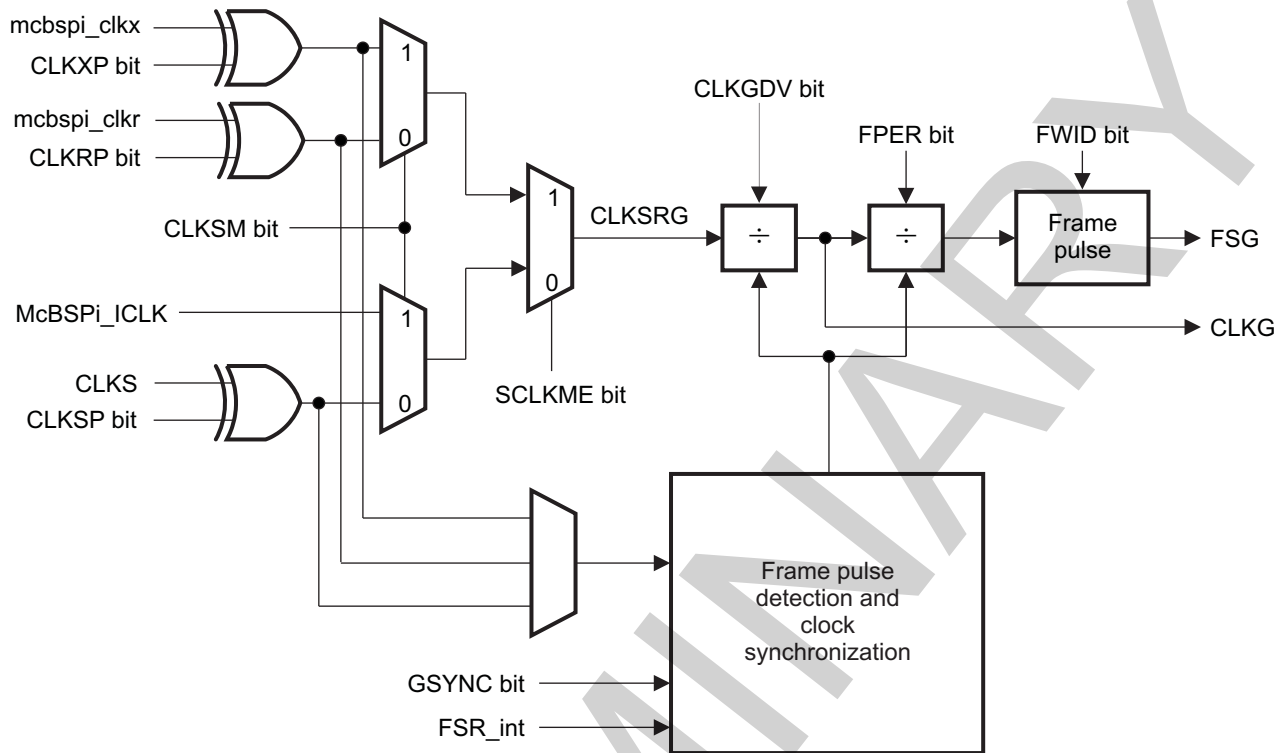 mcbspi_clkx
CLKXP bit
mcbspi_clkr
CLKRP bit
CLKSM bit
McBSPi_ICLK
CLKS
CLKSP bit
1
0
1
0
1
0
SCLKME bit
CLKSRG
CLKGDV bit
÷
FPER bit
÷
FWID bit
Frame
pulse
FSG
CLKG
Frame pulse
detection and
clock
synchronization
GSYNC bit
FSR_int
MINARY